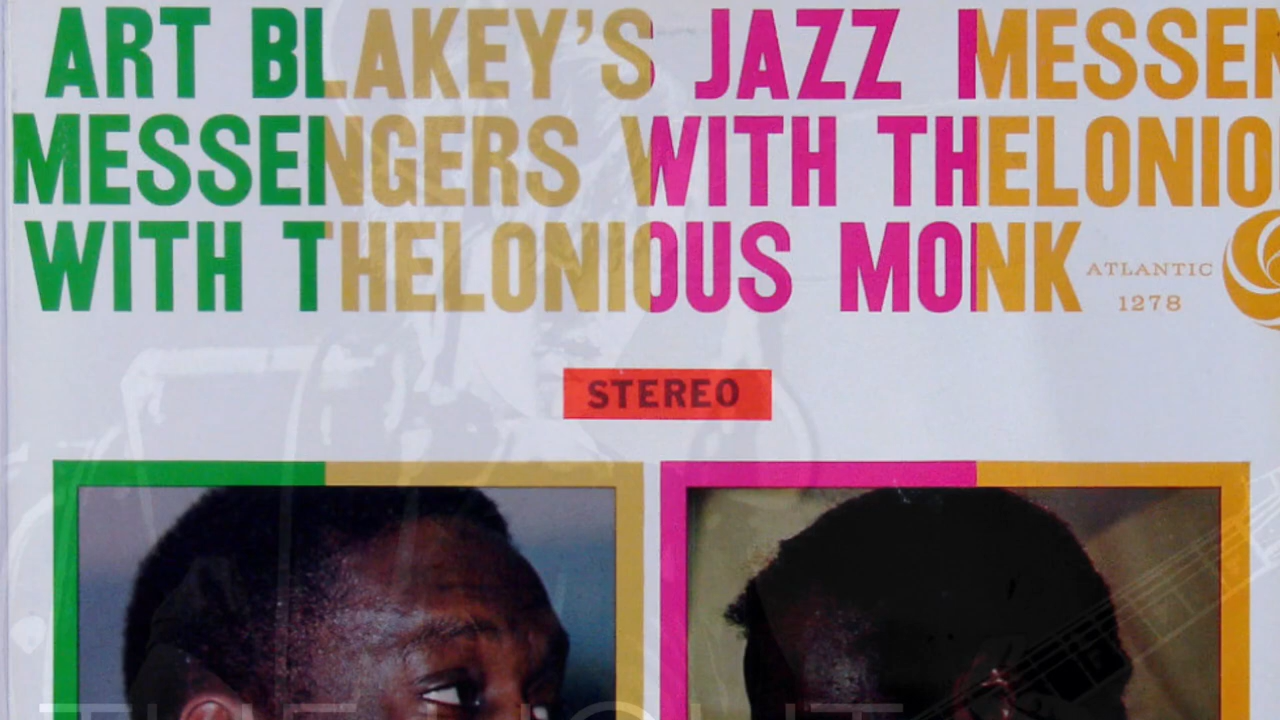 ART BLAKEY'S JAZZ MESSEN
MESSENGERS WITH THELONIO
WITH THELONIOUS MONK
ATLANTIC
1278
STEREO